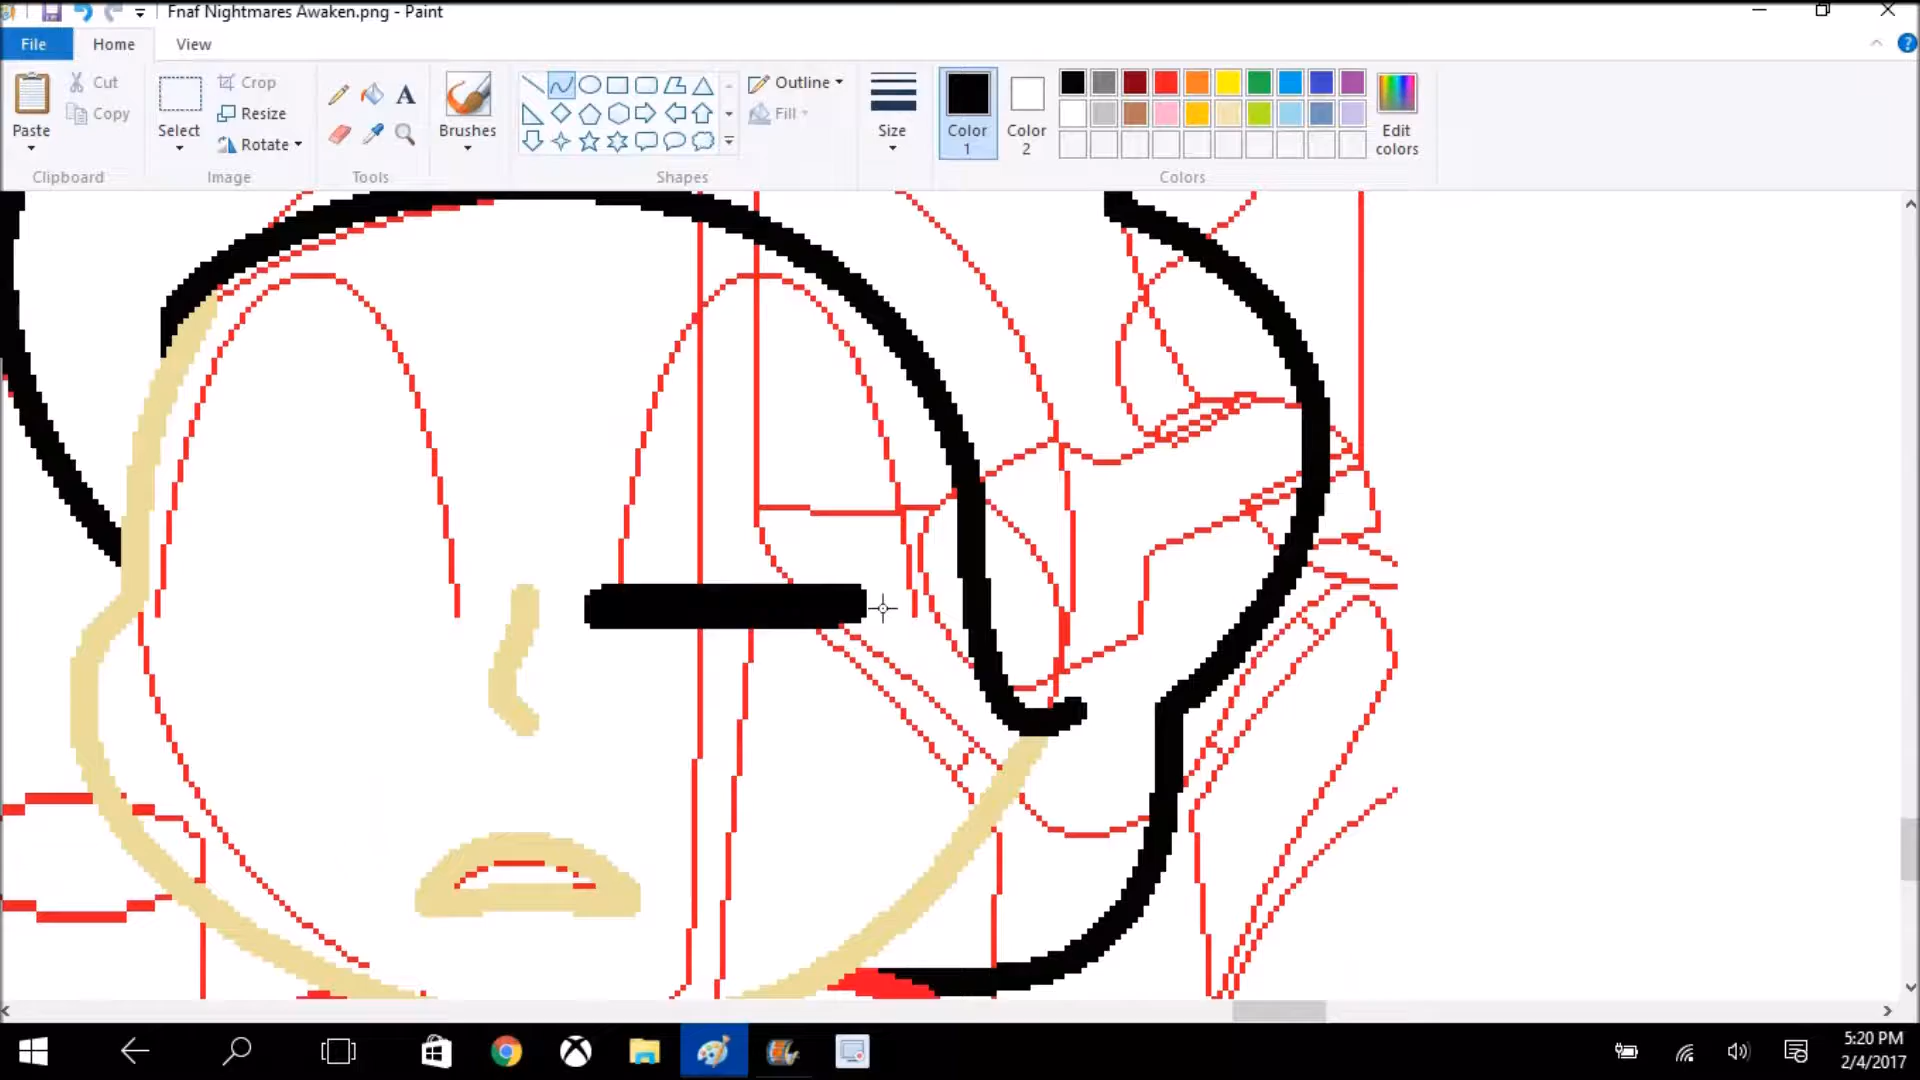 Fnaf Nightmares Awaken.png - Paint
File
Home
View
Paste
Cut
Copy
Clipboard
Select
Crop
Resize
Rotate
Image
A
Tools
Brushes
Outline
Fill
Shapes
Size
Color
1
Color
2
Edit
colors
Colors
5:20 PM
2/4/2017